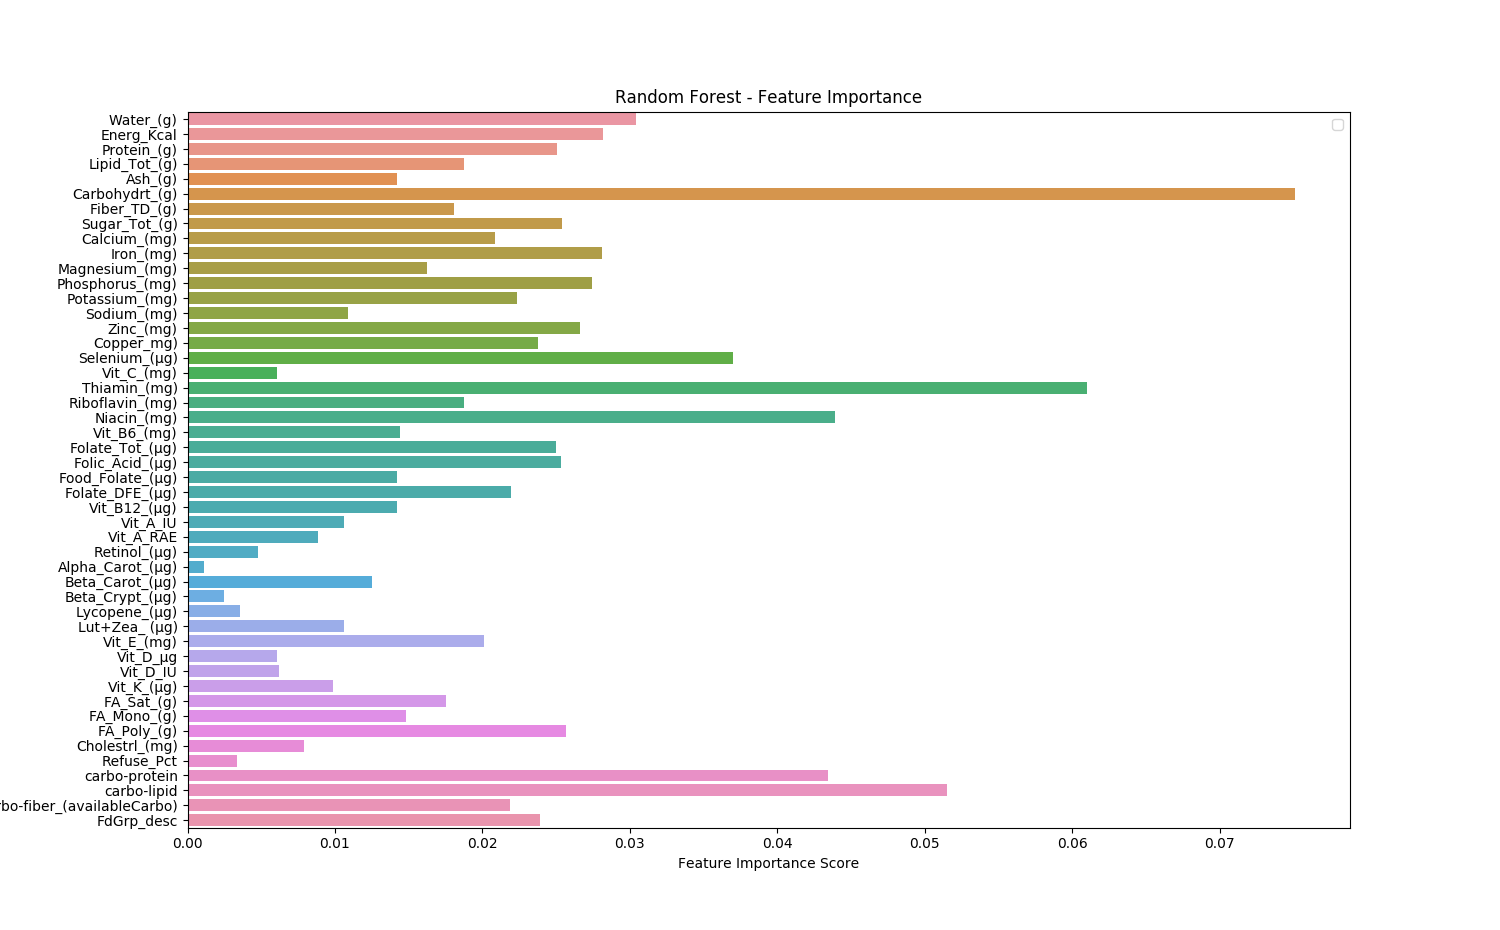 Random Forest - Feature Importance
Water_(g)
Energ_Kcal
Protein_(g)
Lipid_Tot_(g)
Ash_(g)
Carbohydrt_(g)
Fiber_TD_(g)
Sugar_Tot_(g)
Calcium_(mg)
Iron_(mg)
Magnesium_(mg)
Phosphorus_(mg)
Potassium_(mg)
Sodium_(mg)
Zinc_(mg)
Copper_mg)
Selenium_(µg)
Vit_C_(mg)
Thiamin_(mg)
Riboflavin_(mg)
Niacin_(mg)
Vit_B6_(mg)
Folate_Tot_(µg)
Folic_Acid_(µg)
Food_Folate_(µg)
Folate_DFE_(µg)
Vit_B12_(µg)
Vit_A_IU
Vit_A_RAE
Retinol_(µg)
Alpha_Carot_(µg)
Beta_Carot_(µg)
Beta_Crypt_(µg)
Lycopene_(µg)
Lut+Zea_ (µg)
Vit_E_(mg)
Vit_D_µg
Vit_D_IU
Vit_K_(µg)
FA_Sat_(g)
FA_Mono_(g)
FA_Poly_(g)
Cholestrl_(mg)
Refuse_Pct
carbo-protein
carbo-lipid
bo-fiber_(availableCarbo)
FdGrp_desc
0.00 0.01 0.02 0.03 0.04 0.05 0.06 0.07
Feature Importance Score